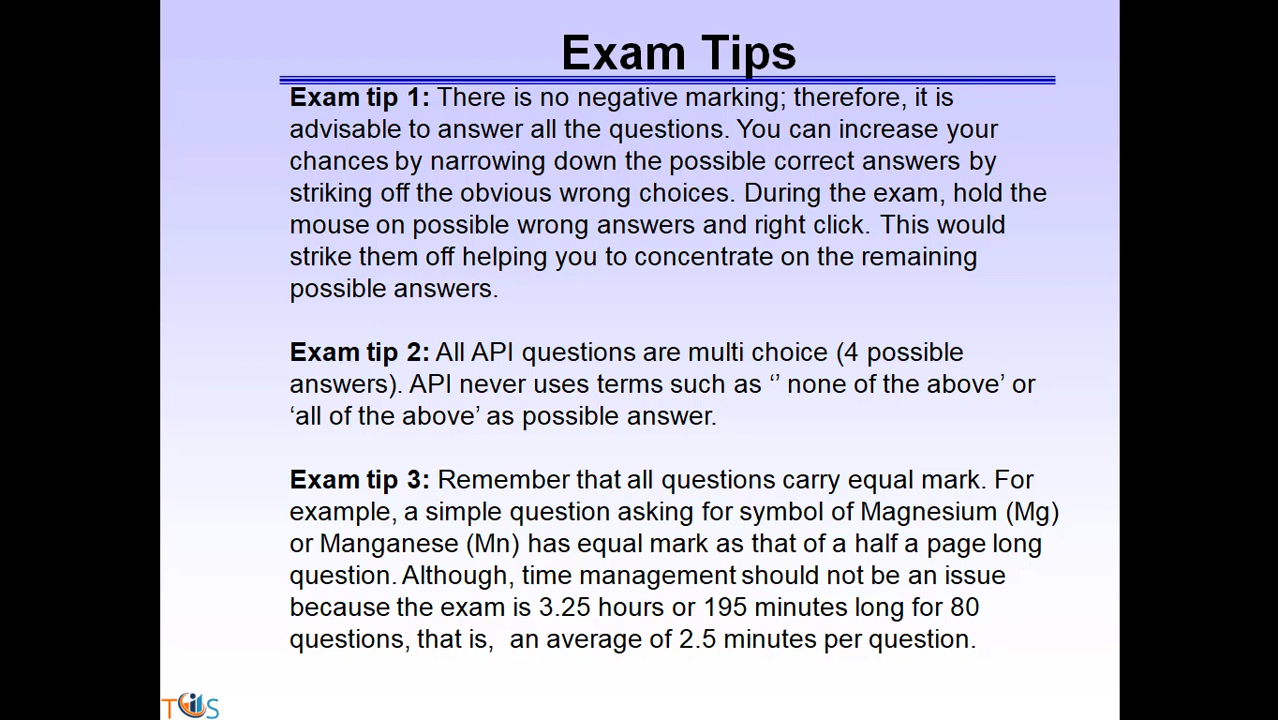 Exam Tips
Exam tip 1: There is no negative marking; therefore, it is
advisable to answer all the questions. You can increase your
chances by narrowing down the possible correct answers by
striking off the obvious wrong choices. During the exam, hold the
mouse on possible wrong answers and right click. This would
strike them off helping you to concentrate on the remaining
possible answers.
Exam tip 2: All API questions are multi choice (4 possible
answers). API never uses terms such as ‘’ none of the above’ or
‘all of the above’ as possible answer.
Exam tip 3: Remember that all questions carry equal mark. For
example, a simple question asking for symbol of Magnesium (Mg)
or Manganese (Mn) has equal mark as that of a half a page long
question. Although, time management should not be an issue
because the exam is 3.25 hours or 195 minutes long for 80
questions, that is,  an average of 2.5 minutes per question.